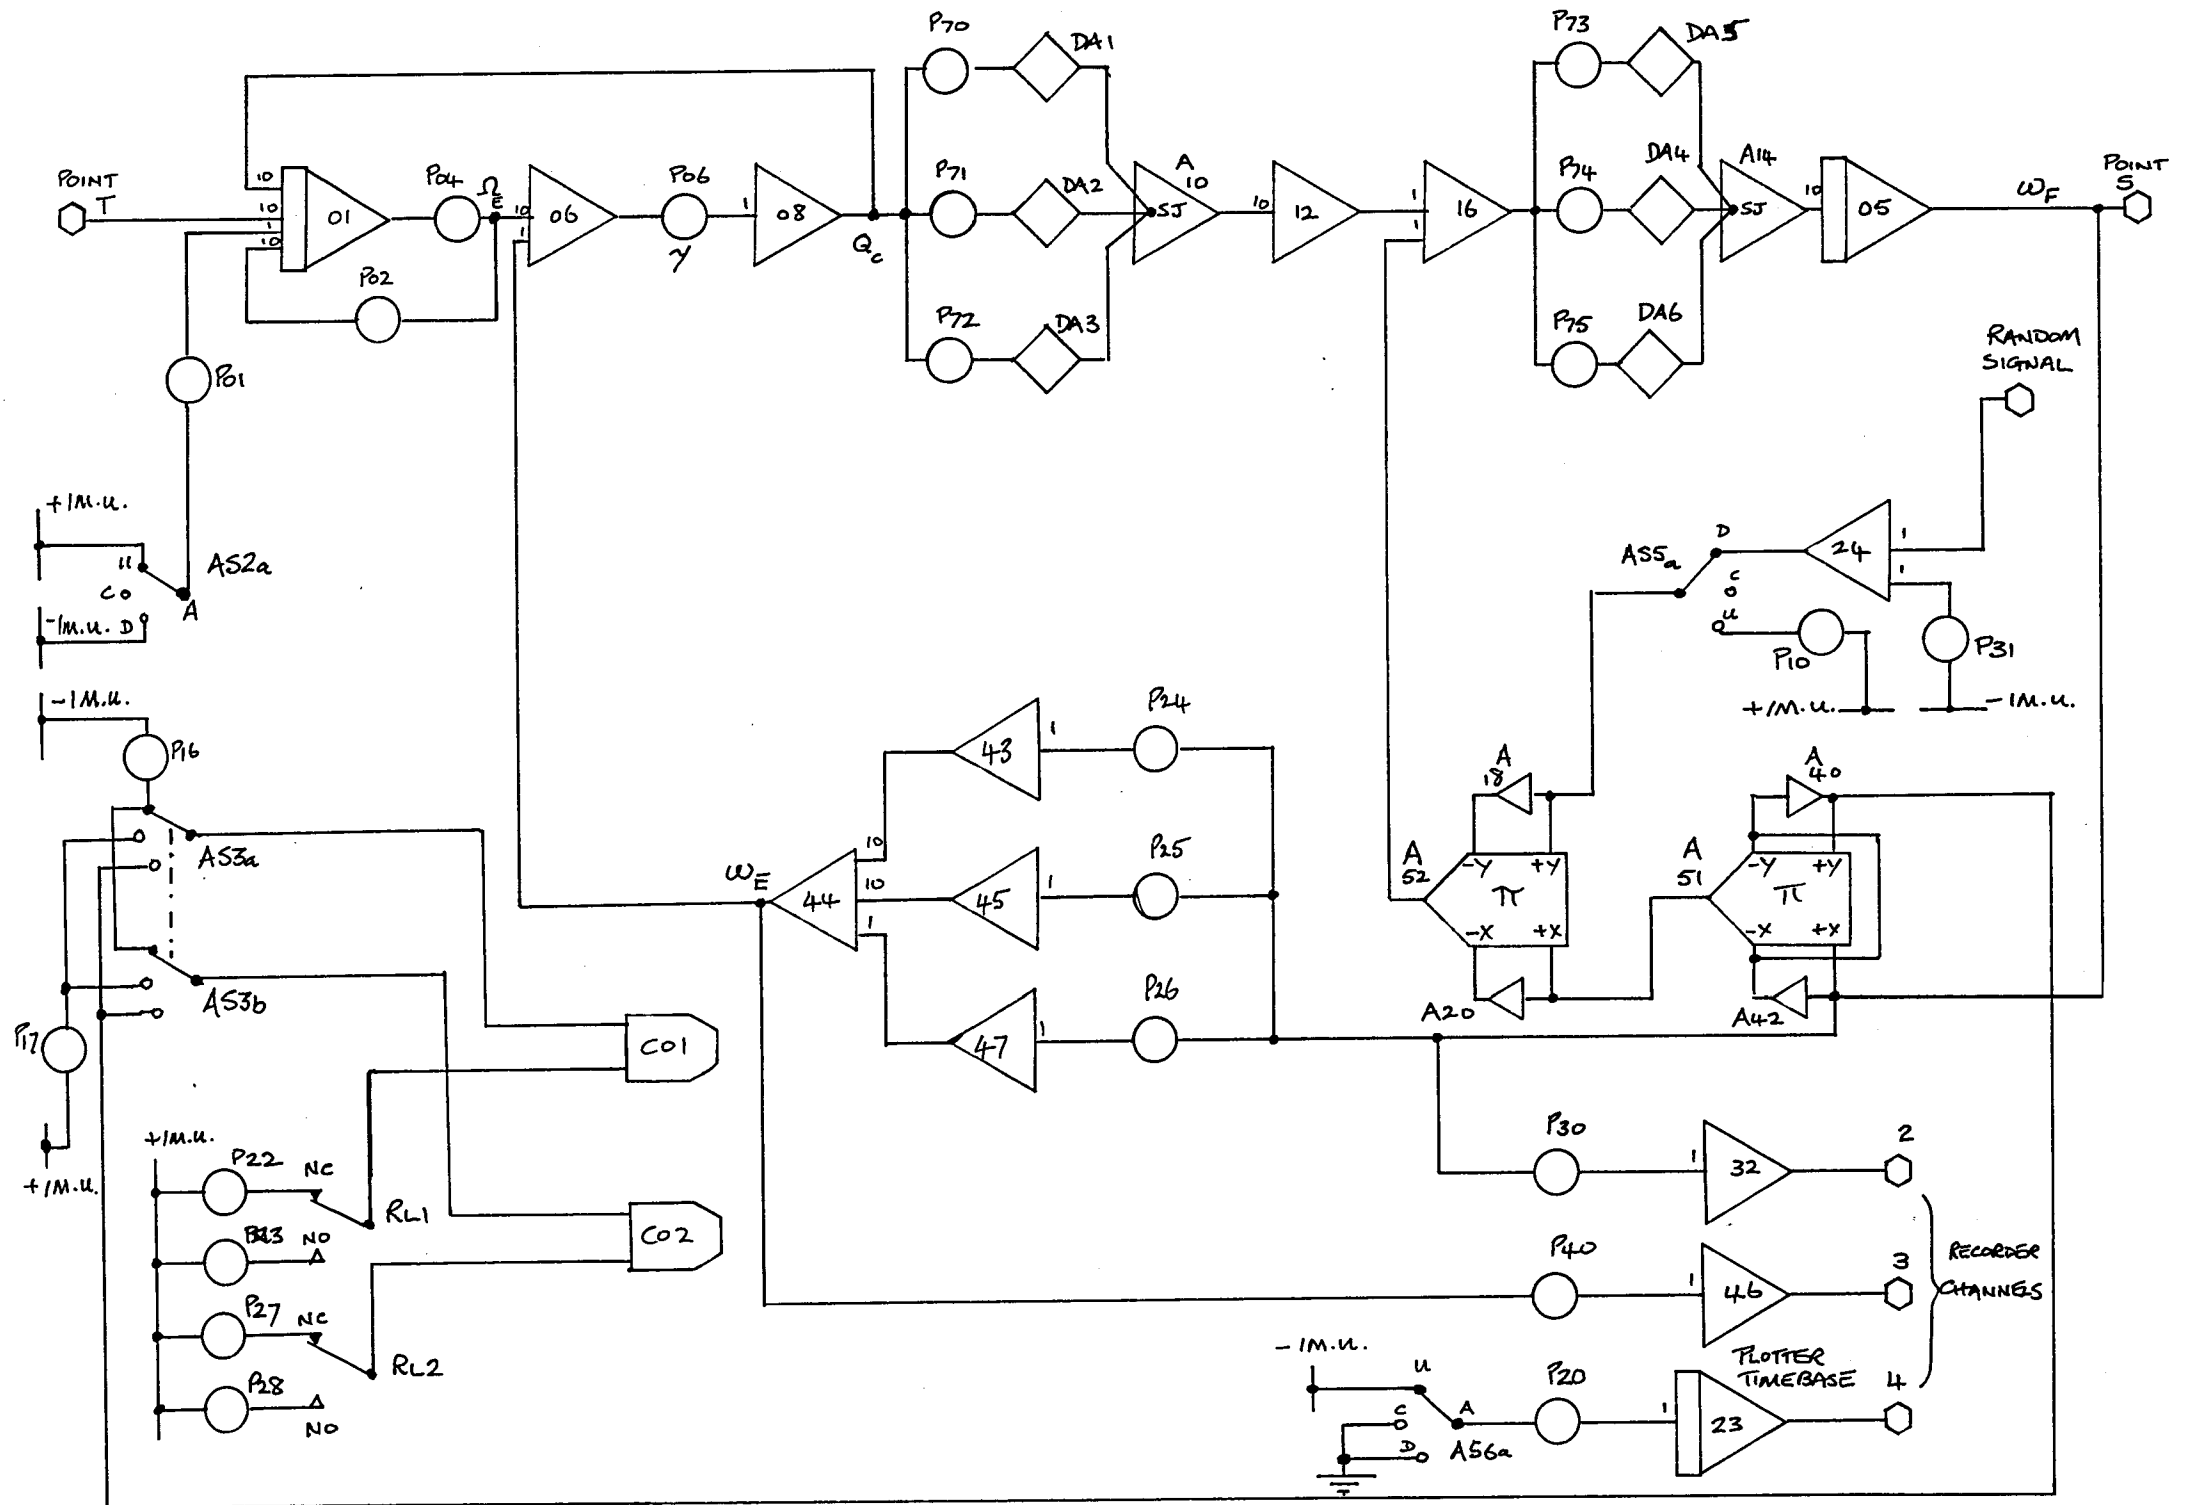 P70
DA1
P73
DA5
POINT
T
10
10
1
10
01
P04
ΩE
10
1
06
P06
γ
1
08
Qc
P71
DA2
A
10
SJ
10
12
1
1
16
P74
DA4
A14
SJ
10
05
ωF
POINT
S
P02
P72
DA3
P75
DA6
P01
RANDOM
SIGNAL
+1M.U.
U
AS2a
C
A
-1M.U. D
AS5a
D
C
U
24
1
1
P10
P31
+1M.U.
-1M.U.
-1M.U.
P16
AS3a
AS3b
P17
+1M.U.
P24
1
43
P25
1
45
P26
1
47
10
10
1
44
ωE
A
18
A
40
A
52
-Y +Y
π
-X +X
A20
A
51
-Y +Y
π
-X +X
A42
CO1
CO2
+1M.U.
P22
NC
RL1
NO
P27
NC
RL2
P28
NO
P30
1
32
2
P40
1
46
3
RECORDER
CHANNELS
-1M.U.
U
C
D
A
AS6a
P20
1
23
PLOTTER
TIMEBASE
4